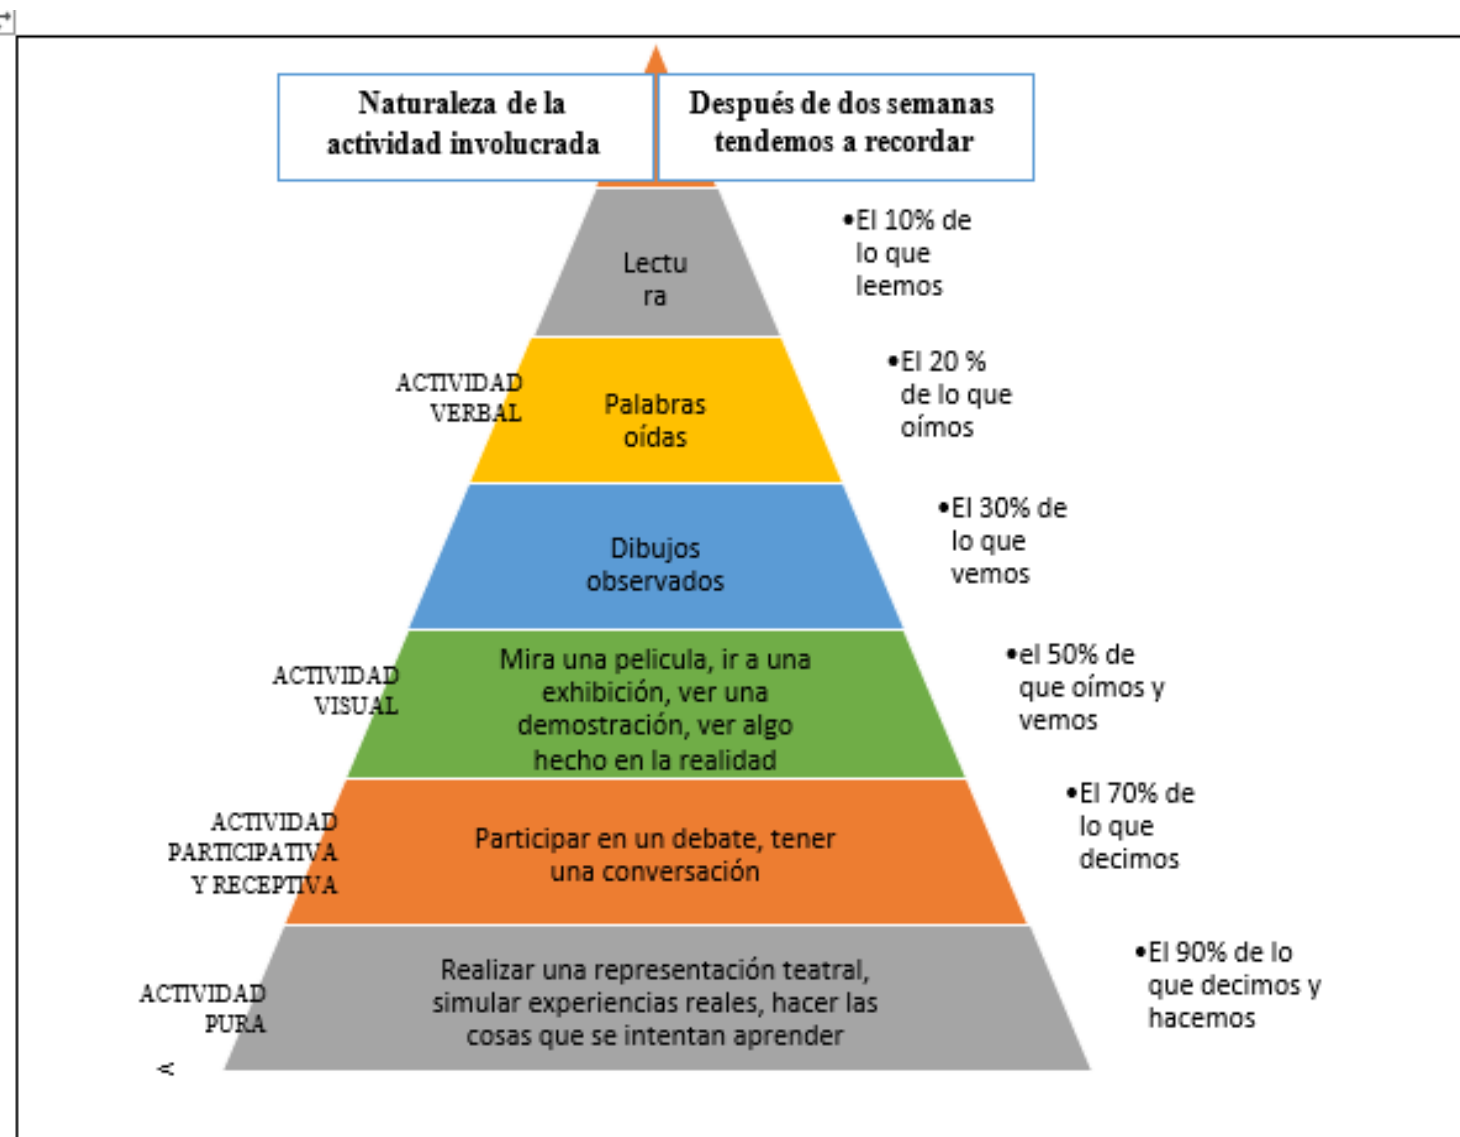 Naturaleza de la
actividad involucrada
Después de dos semanas
tendemos a recordar
Lectu
ra
•El 10% de
lo que
leemos
ACTIVIDAD
VERBAL
Palabras
oídas
•El 20 %
de lo que
oímos
Dibujos
observados
•El 30% de
lo que
vemos
ACTIVIDAD
VISUAL
Mira una pelicula, ir a una
exhibición, ver una
demostración, ver algo
hecho en la realidad
•el 50% de
que oímos y
vemos
ACTIVIDAD
PARTICIPATIVA
Y RECEPTIVA
Participar en un debate, tener
una conversación
•El 70% de
lo que
decimos
ACTIVIDAD
PURA
Realizar una representación teatral,
simular experiencias reales, hacer las
cosas que se intentan aprender
•El 90% de lo
que decimos y
hacemos